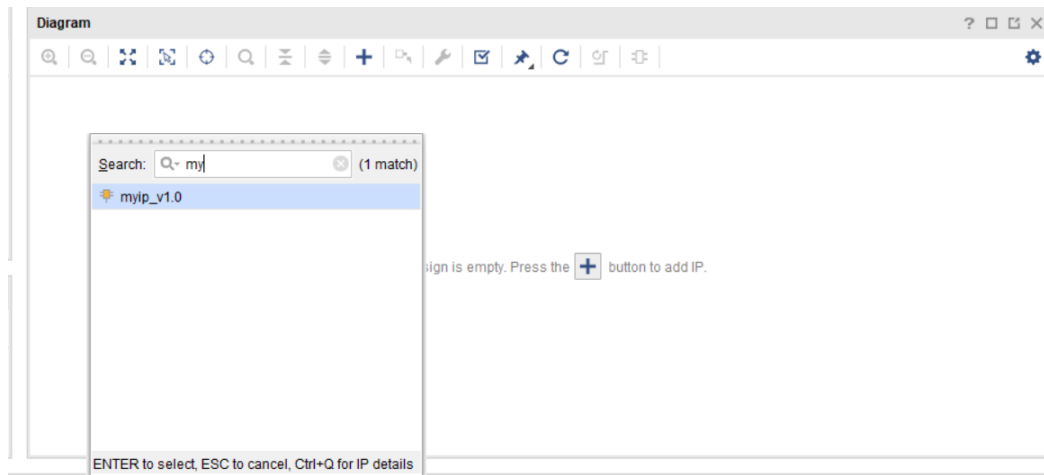 Diagram
Search: my (1 match)
myip_v1.0
sign is empty. Press the button to add IP.
ENTER to select, ESC to cancel, Ctrl+Q for IP details